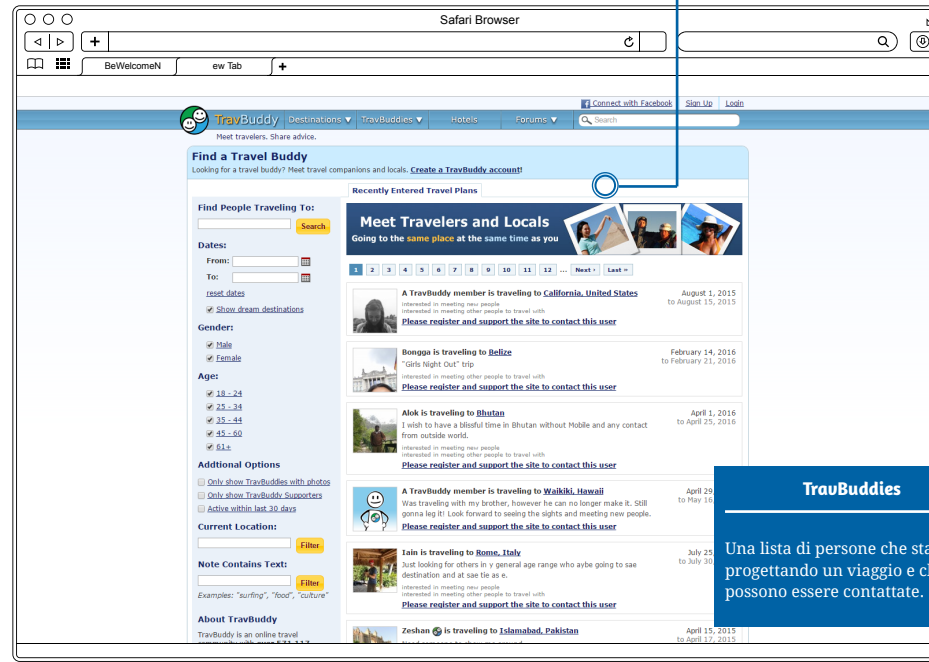 Safari Browser
BeWelcomeN
ew Tab
Connect with Facebook Sign Up Login
TravBuddy Destinations TravBuddies Hotels Forums Search
Meet travelers. Share advice.
Find a Travel Buddy
Looking for a travel buddy? Meet travel companions and locals. Create a TravBuddy account!
Recently Entered Travel Plans
Find People Traveling To:
Search
Dates:
From:
To:
reset dates
Show dream destinations
Gender:
Male
Female
Age:
18 - 24
25 - 34
35 - 44
45 - 60
61+
Addtional Options
Only show TravBuddies with photos
Only show TravBuddy Supporters
Active within last 30 days
Current Location:
Filter
Note Contains Text:
Filter
Examples: "surfing", "food", "culture"
About TravBuddy
TravBuddy is an online travel
Meet Travelers and Locals
Going to the same place at the same time as you
1 2 3 4 5 6 7 8 9 10 11 12 ... Next › Last »
A TravBuddy member is traveling to California, United States August 1, 2015
interested in meeting new people to August 15, 2015
interested in meeting other people to travel with
Please register and support the site to contact this user
Bongga is traveling to Belize February 14, 2016
"Girls Night Out" trip to February 21, 2016
interested in meeting other people to travel with
Please register and support the site to contact this user
Alok is traveling to Bhutan April 1, 2016
I wish to have a blissful time in Bhutan without Mobile and any contact to April 25, 2016
from outside world.
interested in meeting new people
interested in meeting other people to travel with
Please register and support the site to contact this user
A TravBuddy member is traveling to Waikiki, Hawaii April 29
Was traveling with my brother, however he can no longer make it. Still to May 16
gonna leg it! Look forward to seeing the sights and meeting new people.
Please register and support the site to contact this user
Iain is traveling to Rome, Italy July 25
Just looking for others in y general age range who aybe going to sae to July 30
destination and at sae tie as e.
interested in meeting new people
interested in meeting other people to travel with
Please register and support the site to contact this user
Zeshan is traveling to Islamabad, Pakistan April 15, 2015
to April 17, 2015
TravBuddies
Una lista di persone che sta
progettando un viaggio e c
possono essere contattate.